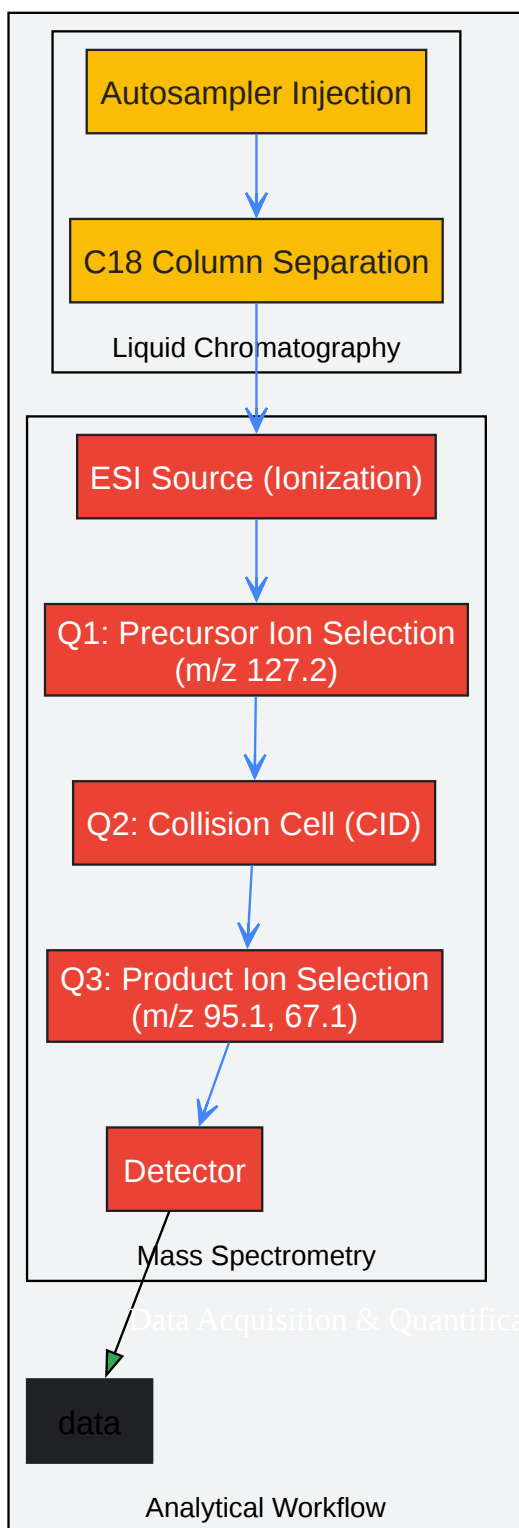 Autosampler Injection
C18 Column Separation
Liquid Chromatography
ESI Source (Ionization)
Q1: Precursor Ion Selection
(m/z 127.2)
Q2: Collision Cell (CID)
Q3: Product Ion Selection
(m/z 95.1, 67.1)
Detector
Mass Spectrometry
Data Acquisition &
data
Analytical Workflow